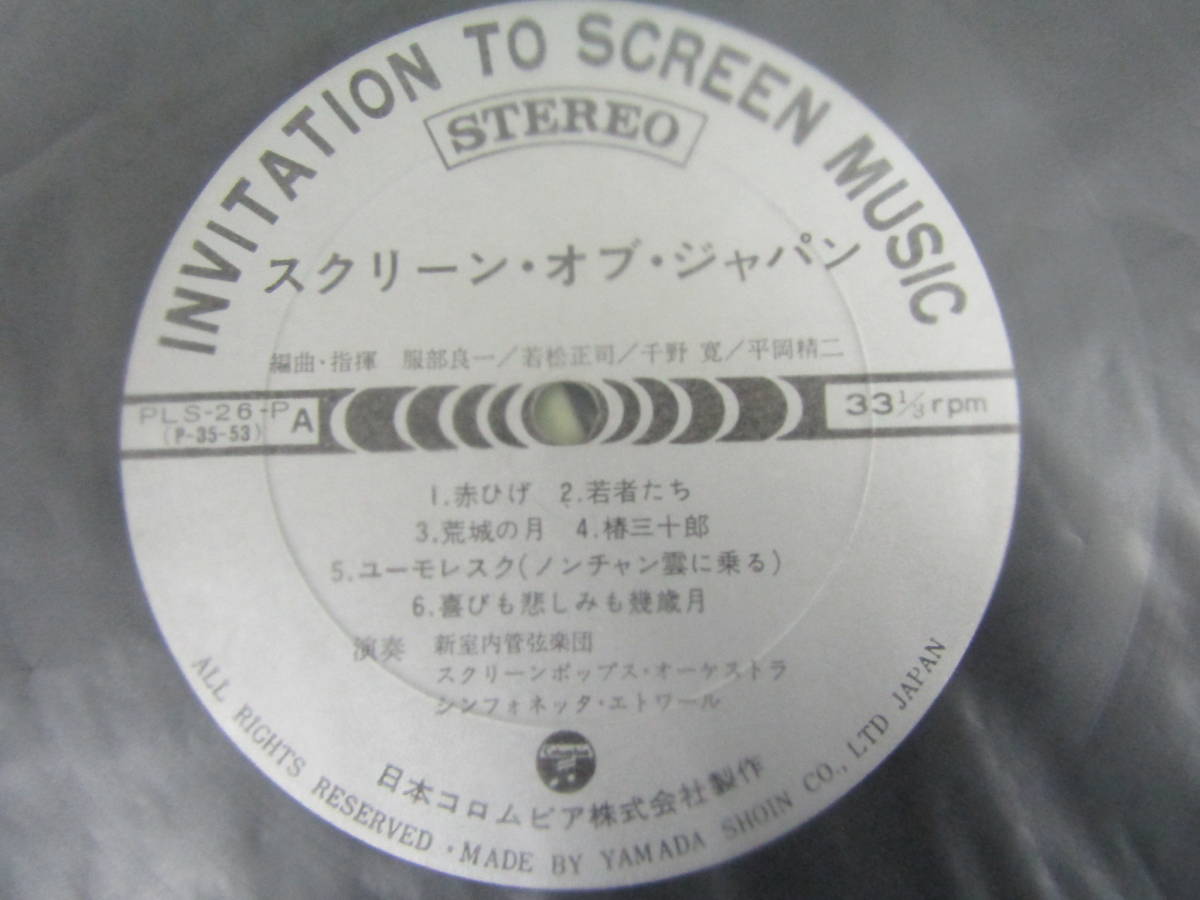 INVITATION TO SCREEN MUSIC
STEREO
スクリーン・オブ・ジャパン
編曲・指揮 服部良一/若松正司/千野 寛/平岡精二
PLS-26-P
(P-35-53)
A
33 1/3 rpm
1.赤ひげ 2.若者たち
3.荒城の月 4.椿三十郎
5.ユーモレスク(ノンチャン雲に乗る)
6.喜びも悲しみも幾歳月
演奏 新室内管弦楽団
スクリーンポップス・オーケストラ
シンフォネッタ・エトワール
Columbia
日本コロムビア株式会社製作
ALL RIGHTS RESERVED・MADE BY YAMADA SHOIN CO., LTD JAPAN